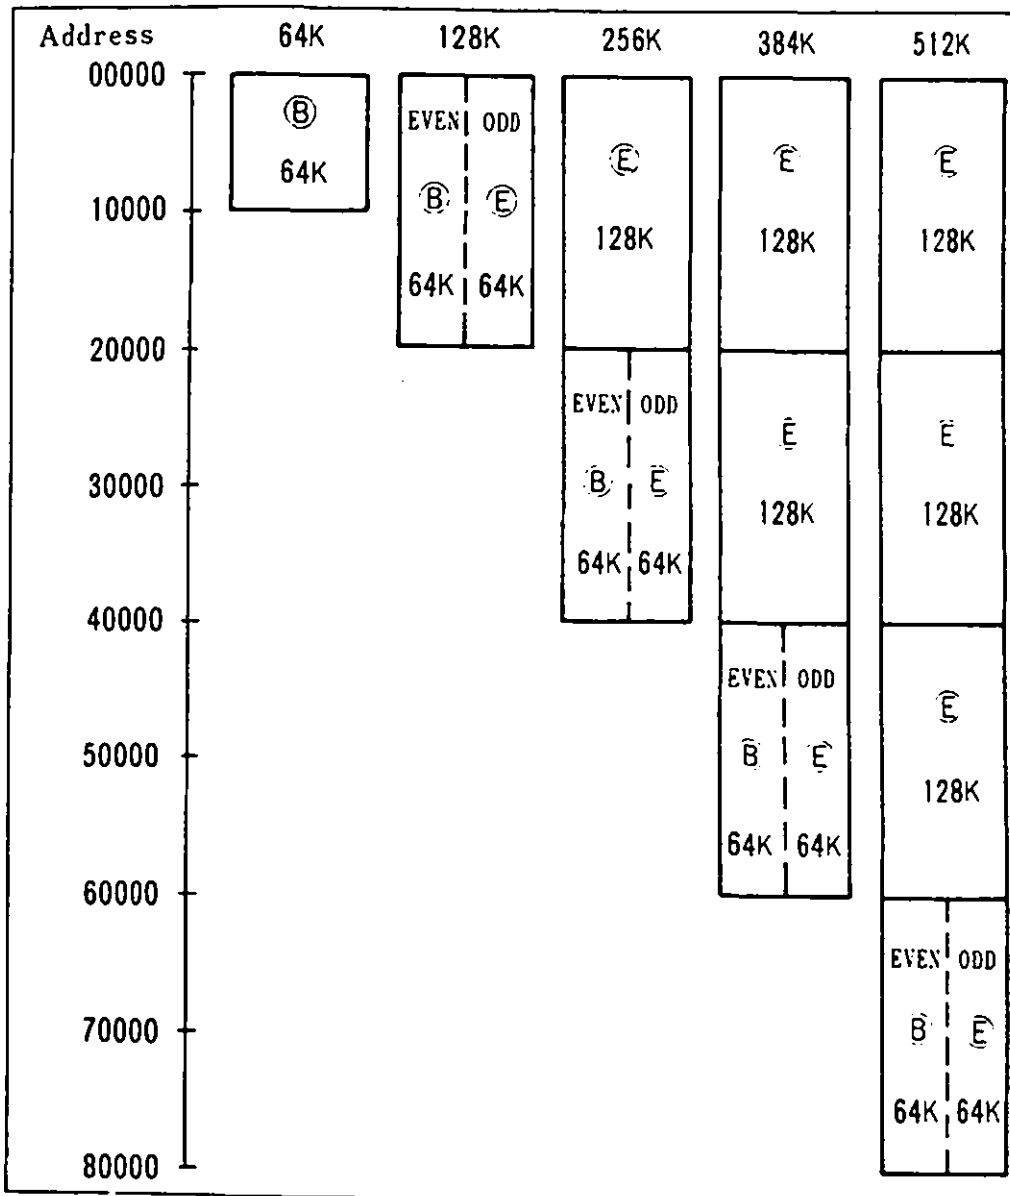 Address 64K 128K 256K 384K 512K
00000
B EVEN ODD
E E E
64K
B E
10000
128K 128K 128K
64K 64K
20000
EVEN ODD
E E
30000
B E
128K 128K
64K 64K
40000
EVEN ODD
E
50000
B E
128K
64K 64K
60000
EVEN ODD
70000
B E
64K 64K
80000